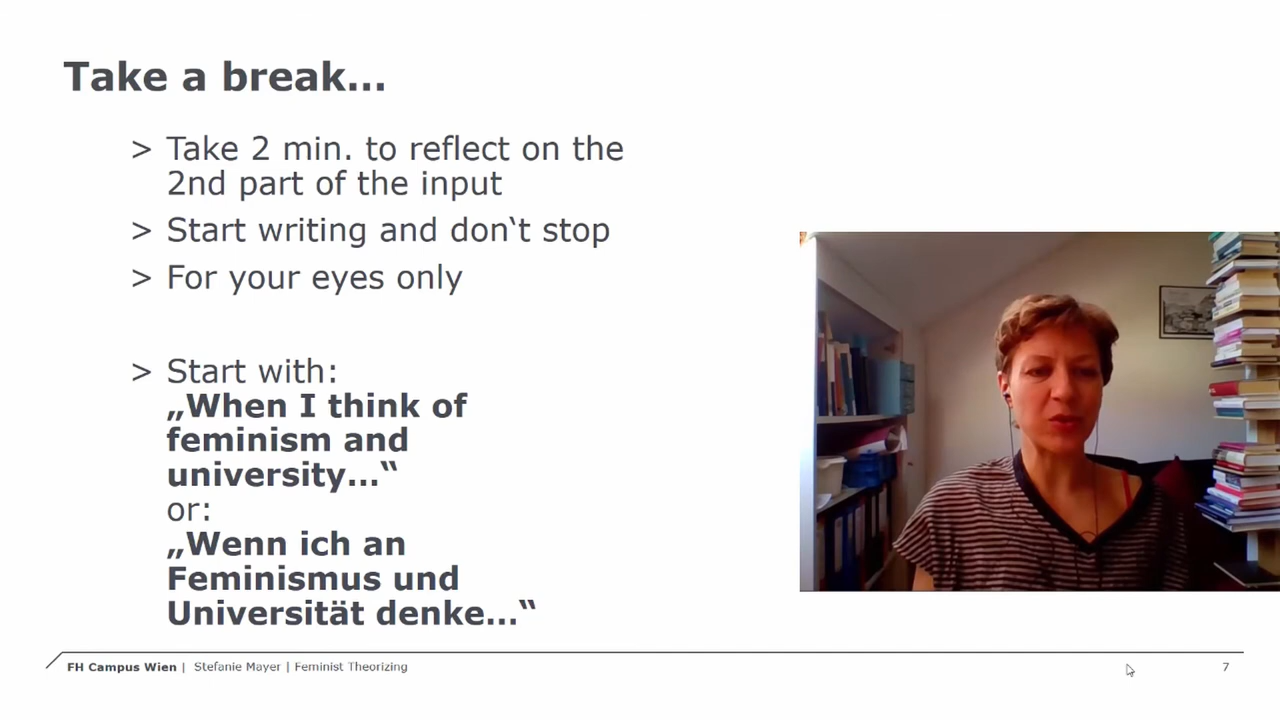 Take a break...
> Take 2 min. to reflect on the
2nd part of the input
> Start writing and don‘t stop
> For your eyes only
> Start with:
„When I think of
feminism and
university...“
or:
„Wenn ich an
Feminismus und
Universität denke...“
FH Campus Wien | Stefanie Mayer | Feminist Theorizing
7